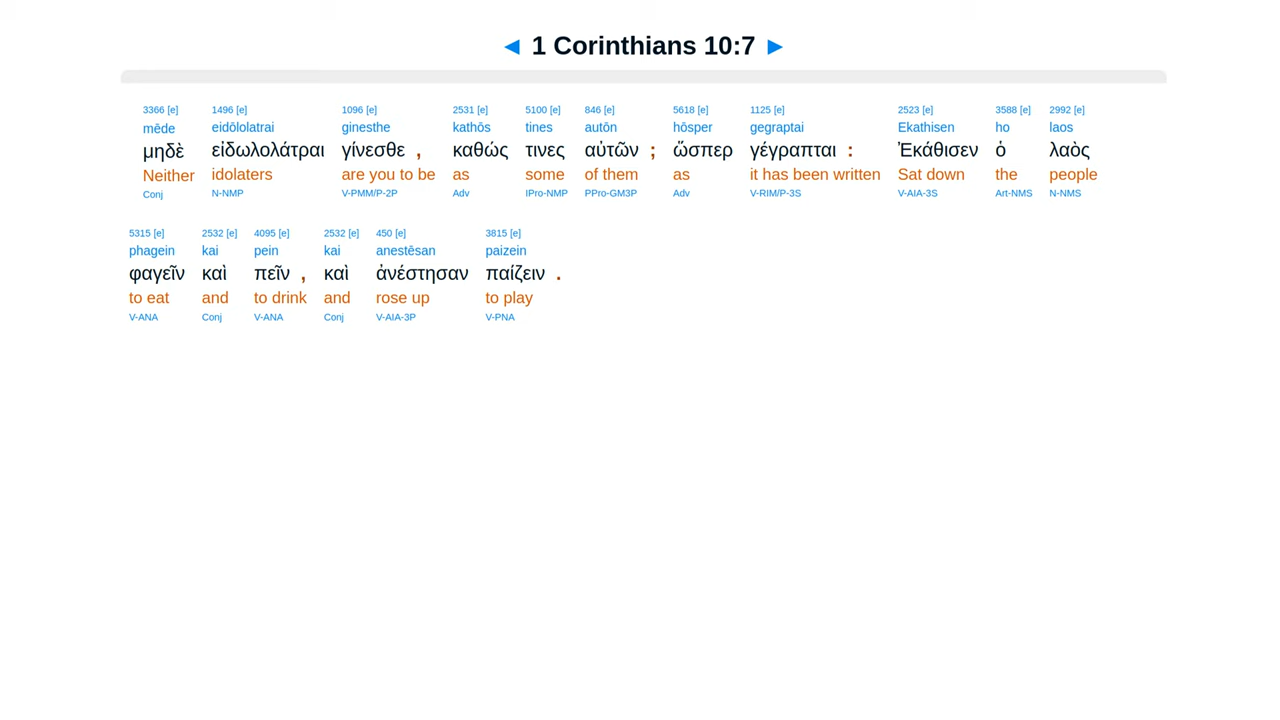 ◄ 1 Corinthians 10:7 ►
3366 [e] 1496 [e] 1096 [e] 2531 [e] 5100 [e] 846 [e] 5618 [e] 1125 [e] 2523 [e] 3588 [e] 2992 [e]
mēde eidōlolatrai ginesthe kathōs tines autōn hōsper gegraptai Ekathisen ho laos
μηδὲ εἰδωλολάτραι γίνεσθε , καθώς τινες αὐτῶν ; ὥσπερ γέγραπται : Ἐκάθισεν ὁ λαὸς
Neither idolaters are you to be as some of them as it has been written Sat down the people
Conj N-NMP V-PMM/P-2P Adv IPro-NMP PPro-GM3P Adv V-RIM/P-3S V-AIA-3S Art-NMS N-NMS
5315 [e] 2532 [e] 4095 [e] 2532 [e] 450 [e] 3815 [e]
phagein kai pein kai anestēsan paizein
φαγεῖν καὶ πεῖν , καὶ ἀνέστησαν παίζειν .
to eat and to drink and rose up to play
V-ANA Conj V-ANA Conj V-AIA-3P V-PNA